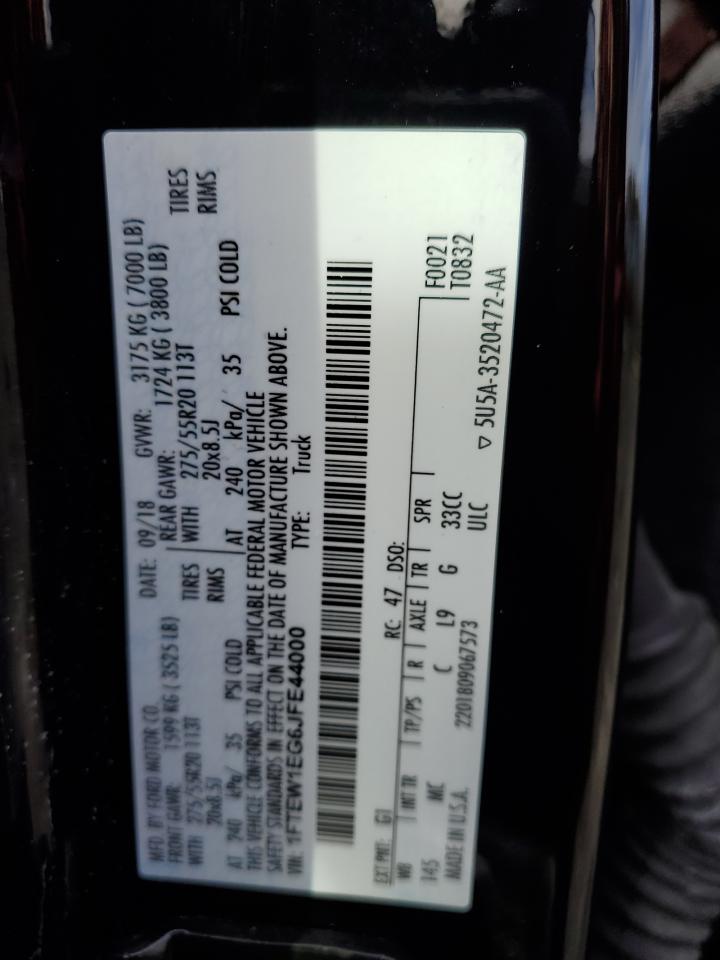 MFD. BY FORD MOTOR CO. DATE: 09/18 GVWR: 3175 KG ( 7000 LB)
FRONT GAWR: 1599 KG ( 3525 LB) REAR GAWR: 1724 KG ( 3800 LB)
WITH 275/55R20 113T TIRES WITH 275/55R20 113T TIRES
20x8.5J RIMS 20x8.5J RIMS
AT 240 kPa/ 35 PSI COLD AT 240 kPa/ 35 PSI COLD
THIS VEHICLE CONFORMS TO ALL APPLICABLE FEDERAL MOTOR VEHICLE
SAFETY STANDARDS IN EFFECT ON THE DATE OF MANUFACTURE SHOWN ABOVE.
VIN: 1FTEW1EG6JFE44000 TYPE: Truck
EXT PNT: G1 RC: 47 DSO: F0021
WB INT TR TP/PS R AXLE TR SPR T0832
145 MC C L9 G 33CC
MADE IN U.S.A. 2201809067573 ULC ▽ 5U5A-3520472-AA